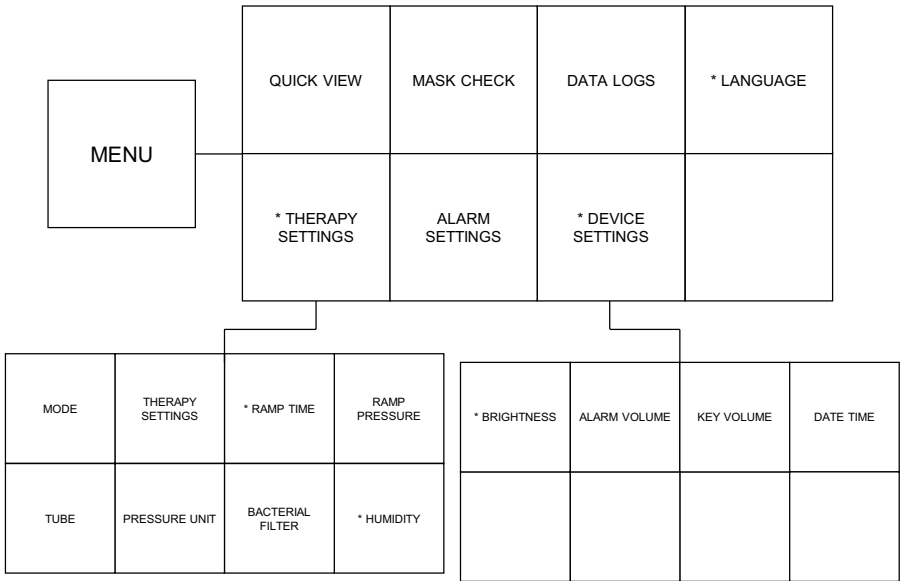 MENU
QUICK VIEW
MASK CHECK
DATA LOGS
* LANGUAGE
* THERAPY
SETTINGS
ALARM
SETTINGS
* DEVICE
SETTINGS
MODE
THERAPY
SETTINGS
* RAMP TIME
RAMP
PRESSURE
TUBE
PRESSURE UNIT
BACTERIAL
FILTER
* HUMIDITY
* BRIGHTNESS
ALARM VOLUME
KEY VOLUME
DATE TIME